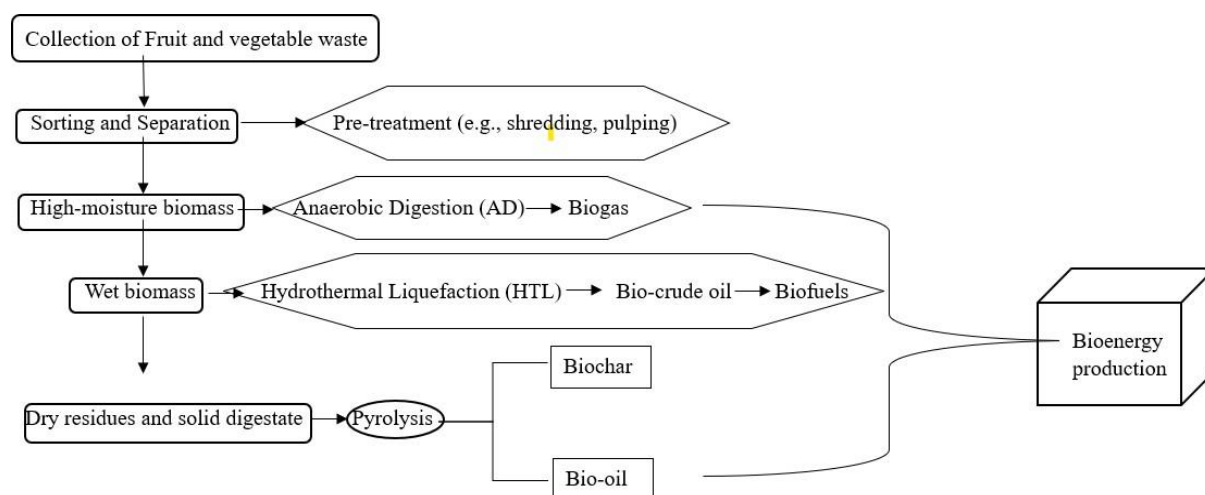 Collection of Fruit and vegetable waste
Sorting and Separation
Pre-treatment (e.g., shredding, pulping)
High-moisture biomass
Anaerobic Digestion (AD)
Biogas
Wet biomass
Hydrothermal Liquefaction (HTL)
Bio-crude oil
Biofuels
Bioenergy
production
Biochar
Dry residues and solid digestate
Pyrolysis
Bio-oil